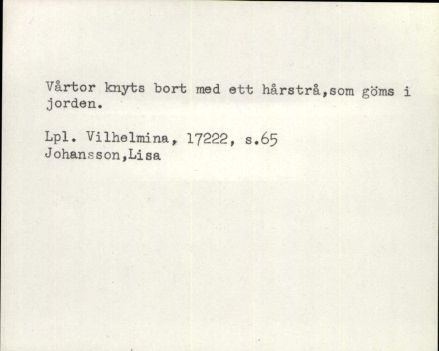 Vårtor knyts bort med ett hårstrå,som göms i
jorden.
Lpl. Vilhelmina, 17222, s.65
Johansson,Lisa